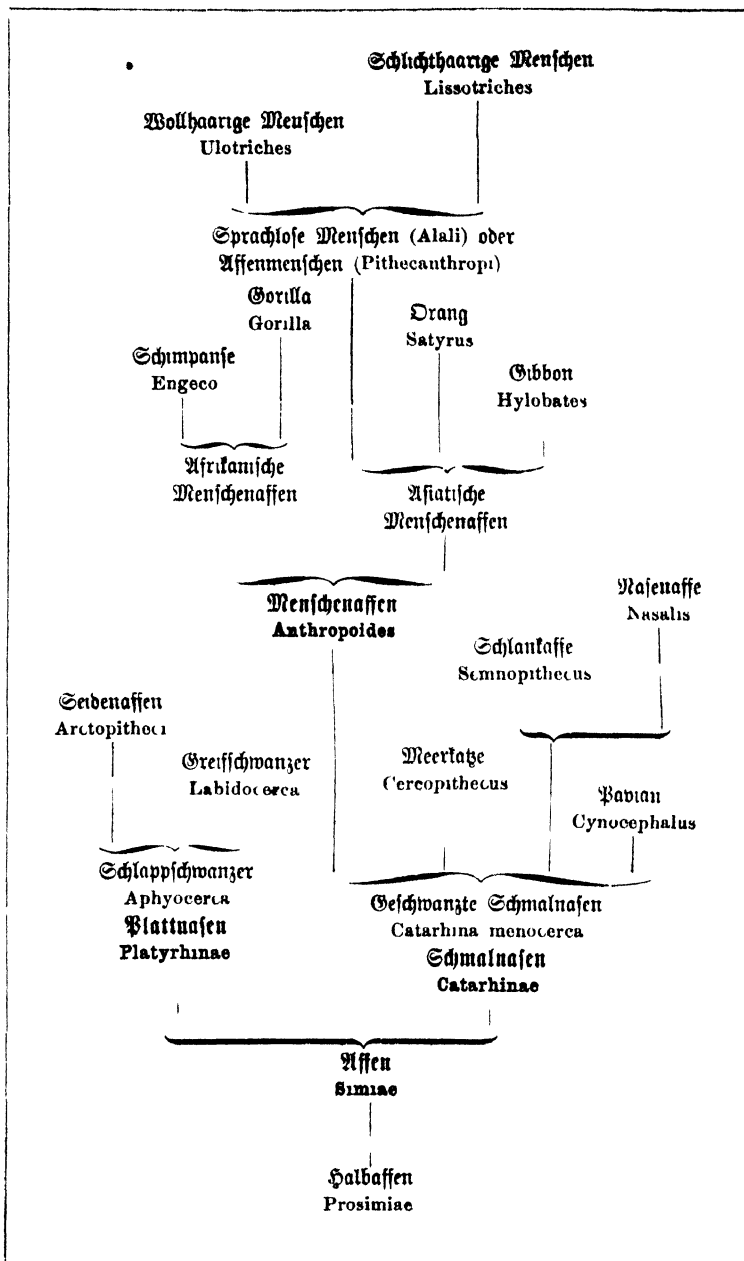 Schlichthaarige Menschen
Lissotriches
Wollhaarige Menschen
Ulotriches
Sprachlose Menschen (Alali) oder
Affenmenschen (Pithecanthropi)
Gorilla
Gorilla
Orang
Satyrus
Schimpanse
Engeco
Gibbon
Hylobates
Afrikanische
Menschenaffen
Asiatische
Menschenaffen
Menschenaffen
Anthropoides
Nasenaffe
Nasalis
Schlankaffe
Semnopithecus
Seidenaffen
Arctopitheci
Greifschwanzer
Labidocerca
Meerkatze
Cercopithecus
Pavian
Cynocephalus
Schlappschwanzer
Aphyocerca
Plattnasen
Platyrhinae
Geschwanzte Schmalnasen
Catarhina menocerca
Schmalnasen
Catarhinae
Affen
Simiae
Halbaffen
Prosimiae